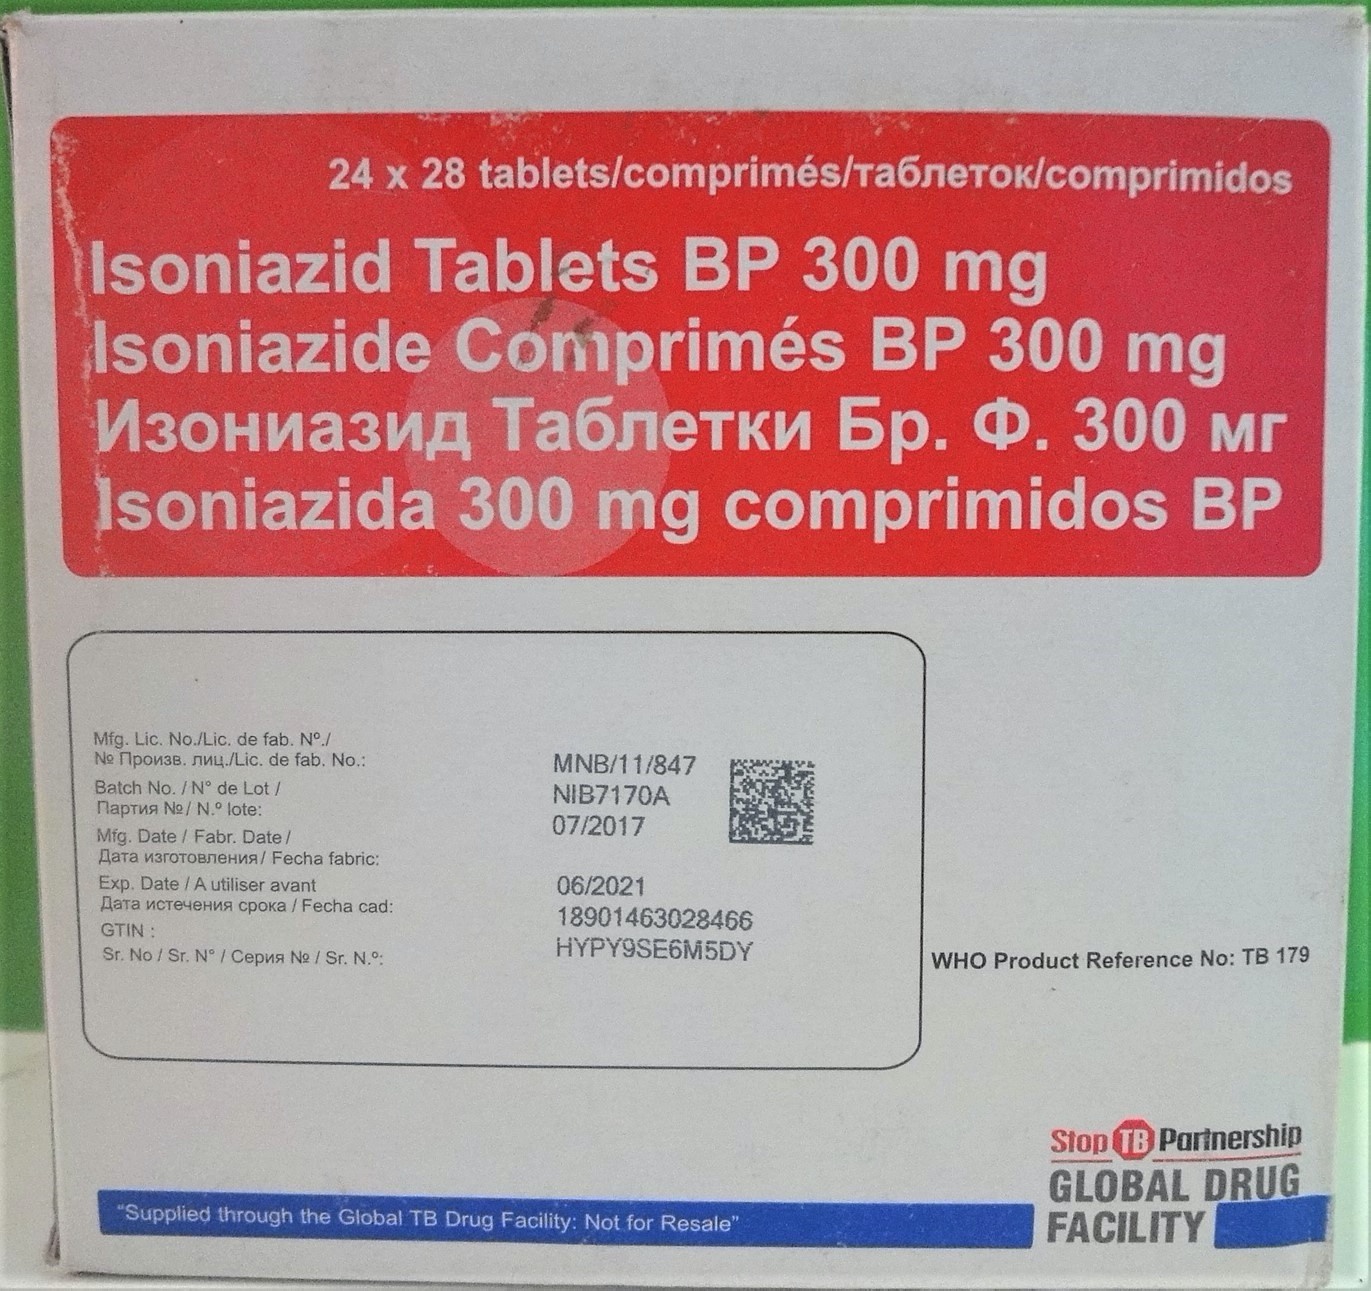 24 x 28 tablets/comprimés/таблеток/comprimidos
Isoniazid Tablets BP 300 mg
Isoniazide Comprimés BP 300 mg
Изониазид Таблетки Бр. Ф. 300 мг
Isoniazida 300 mg comprimidos BP
Mfg. Lic. No./Lic. de fab. Nº./
№ Произв. лиц./Lic. de fab. No.: MNB/11/847
Batch No. / N° de Lot /
Партия №/ N.º lote: NIB7170A
Mfg. Date / Fabr. Date /
Дата изготовления/ Fecha fabric: 07/2017
Exp. Date / A utiliser avant
Дата истечения срока / Fecha cad: 06/2021
GTIN : 18901463028466
Sr. No / Sr. N° / Серия № / Sr. N.º: HYPY9SE6M5DY
WHO Product Reference No: TB 179
Stop TB Partnership
GLOBAL DRUG
FACILITY
“Supplied through the Global TB Drug Facility: Not for Resale”